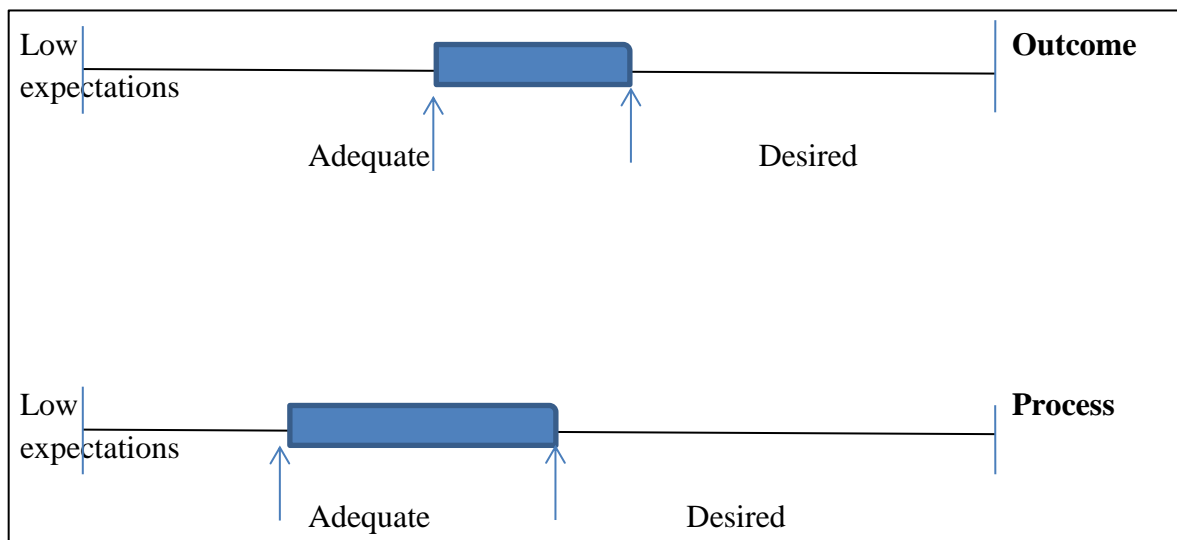 Low
expectations
Outcome
Adequate
Desired
Low
expectations
Process
Adequate
Desired